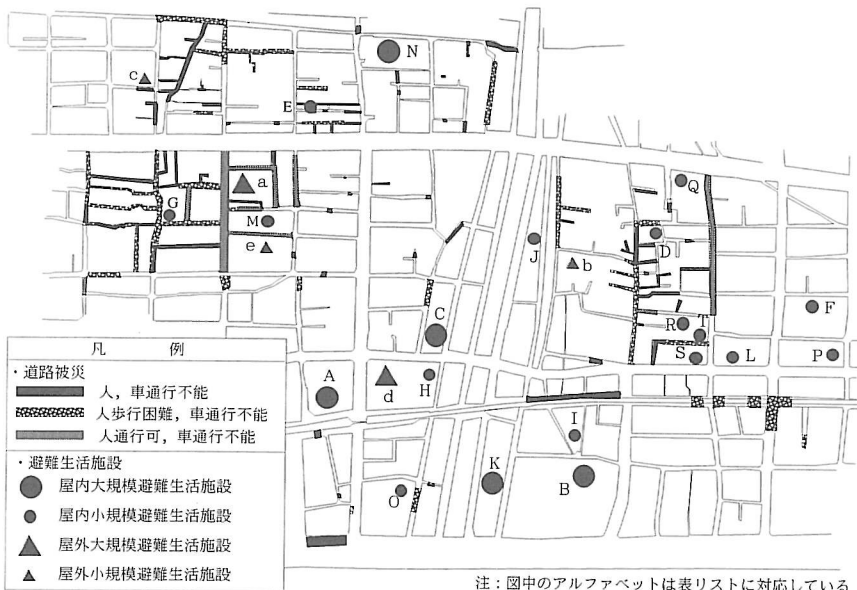 N
c
E
a
Q
G
M
e
D
J
b
F
R
T
C
S
L
P
A
d
H
I
K
B
O
凡 例
・道路被災
人，車通行不能
人歩行困難，車通行不能
人通行可，車通行不能
・避難生活施設
屋内大規模避難生活施設
屋内小規模避難生活施設
屋外大規模避難生活施設
屋外小規模避難生活施設
注：図中のアルファベットは表リストに対応している